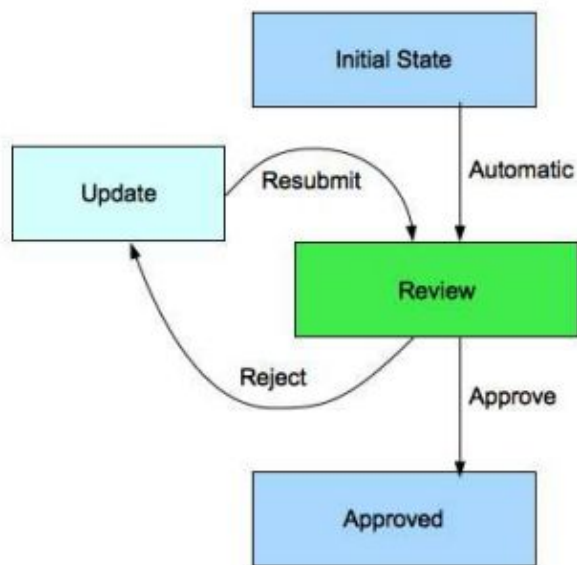 Initial State
Automatic
Update
Resubmit
Review
Reject
Approve
Approved